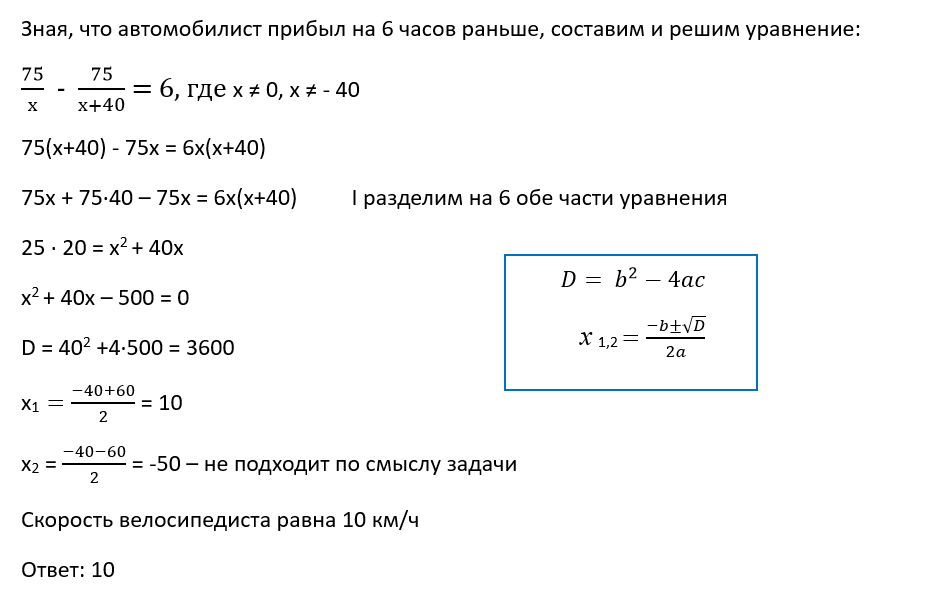 Зная, что автомобилист прибыл на 6 часов раньше, составим и решим уравнение:
75/x - 75/(x+40) = 6, где x ≠ 0, x ≠ - 40
75(x+40) - 75x = 6x(x+40)
75x + 75·40 – 75x = 6x(x+40) I разделим на 6 обе части уравнения
25 · 20 = x² + 40x
x² + 40x – 500 = 0
D = 40² +4·500 = 3600
x₁ = (−40+60)/2 = 10
x₂ = (−40−60)/2 = -50 – не подходит по смыслу задачи
Скорость велосипедиста равна 10 км/ч
Ответ: 10
D = b² − 4ac
x 1,2 = (−b±√D)/2a